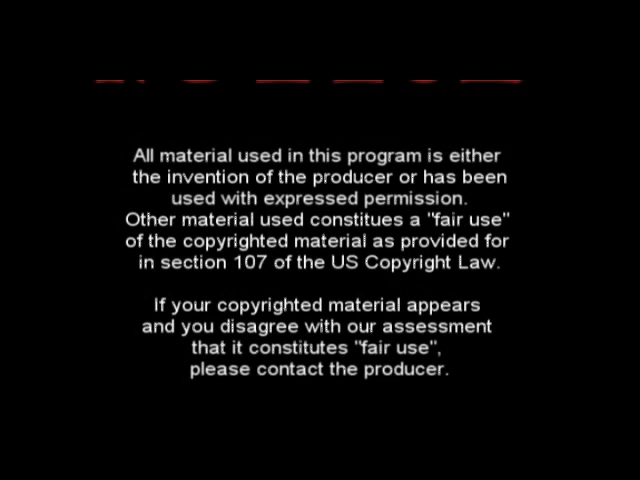 All material used in this program is either
the invention of the producer or has been
used with expressed permission.
Other material used constitues a "fair use"
of the copyrighted material as provided for
in section 107 of the US Copyright Law.
If your copyrighted material appears
and you disagree with our assessment
that it constitutes "fair use",
please contact the producer.